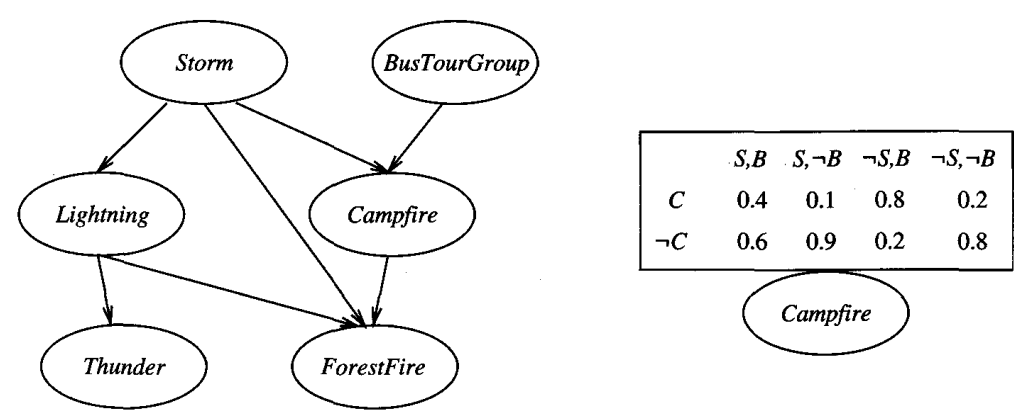 Storm
BusTourGroup
Lightning
Campfire
Thunder
ForestFire
S,B S,¬B ¬S,B ¬S,¬B
C 0.4 0.1 0.8 0.2
¬C 0.6 0.9 0.2 0.8
Campfire